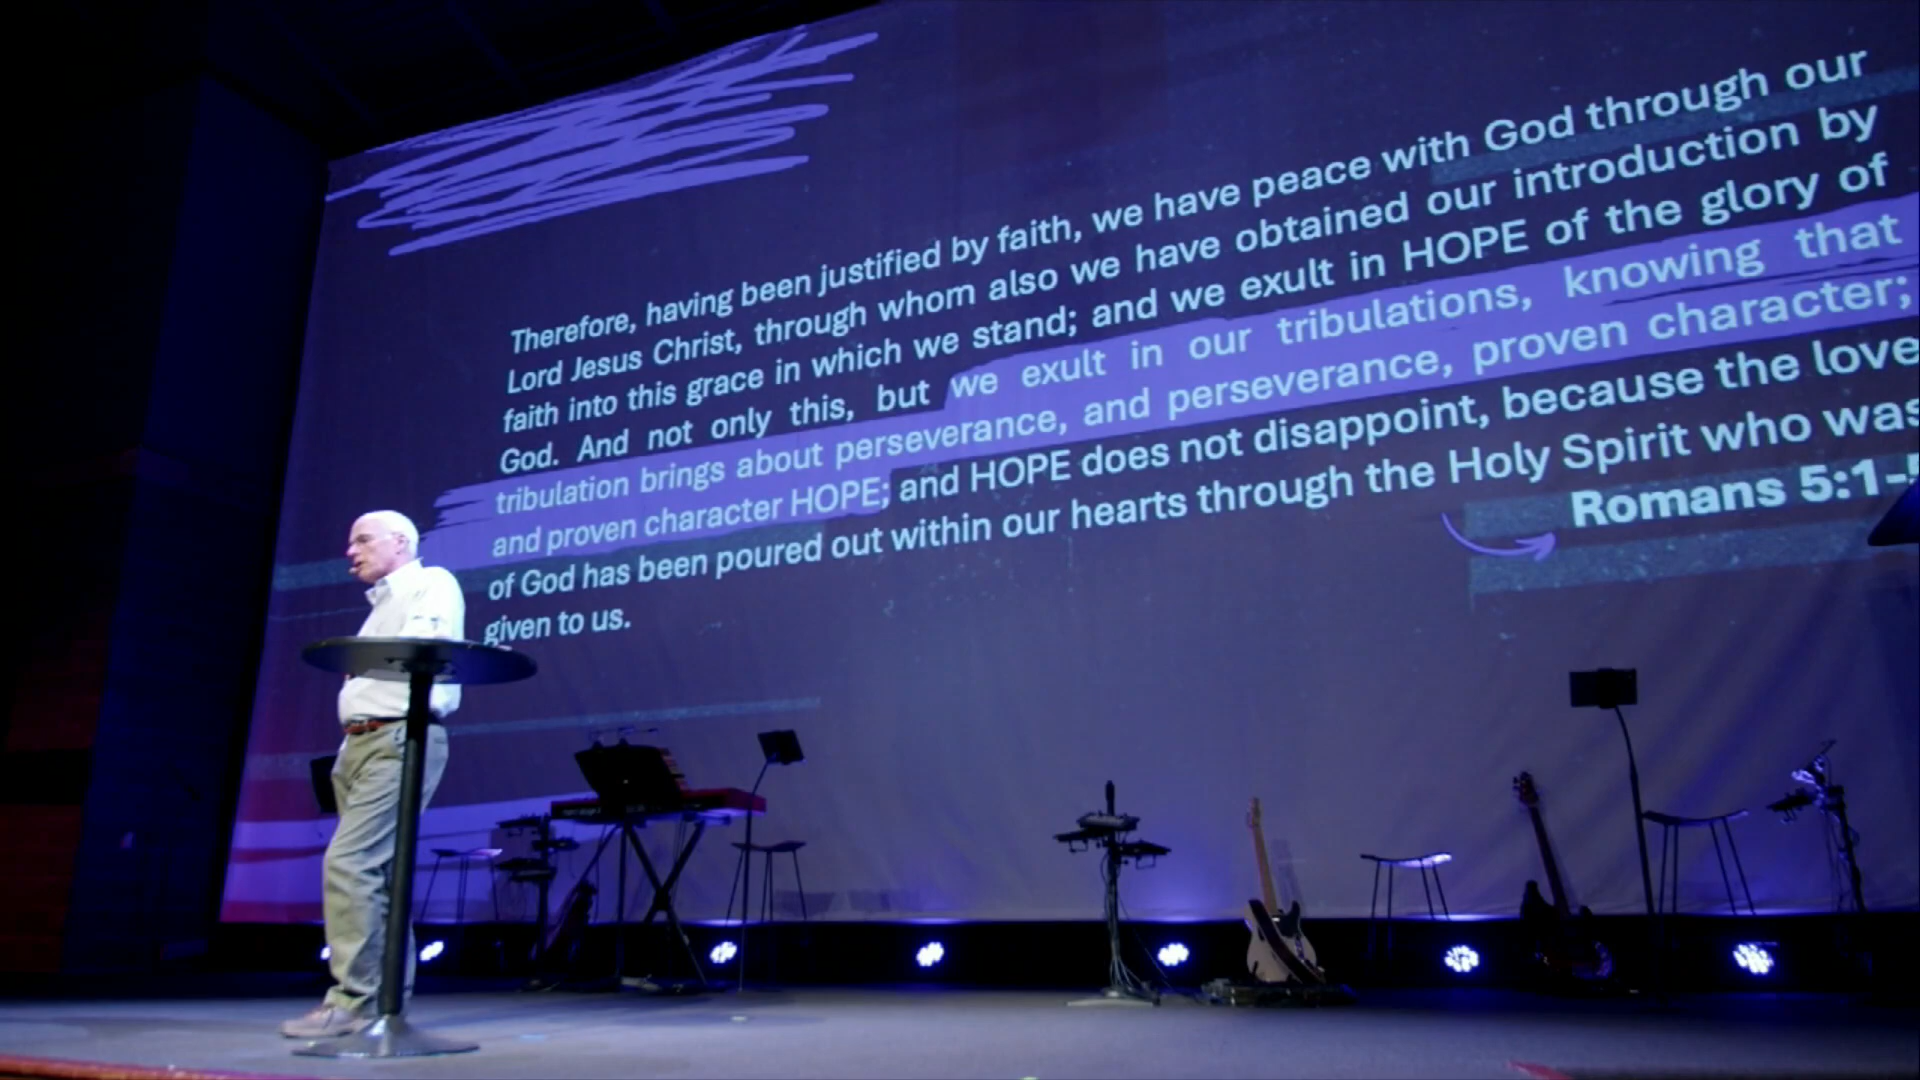 Therefore, having been justified by faith, we have peace with God through our
Lord Jesus Christ, through whom also we have obtained our introduction by
faith into this grace in which we stand; and we exult in HOPE of the glory of
God. And not only this, but we exult in our tribulations, knowing that
tribulation brings about perseverance, and perseverance, proven character;
and proven character HOPE; and HOPE does not disappoint, because the love
of God has been poured out within our hearts through the Holy Spirit who was
given to us.
Romans 5:1-5